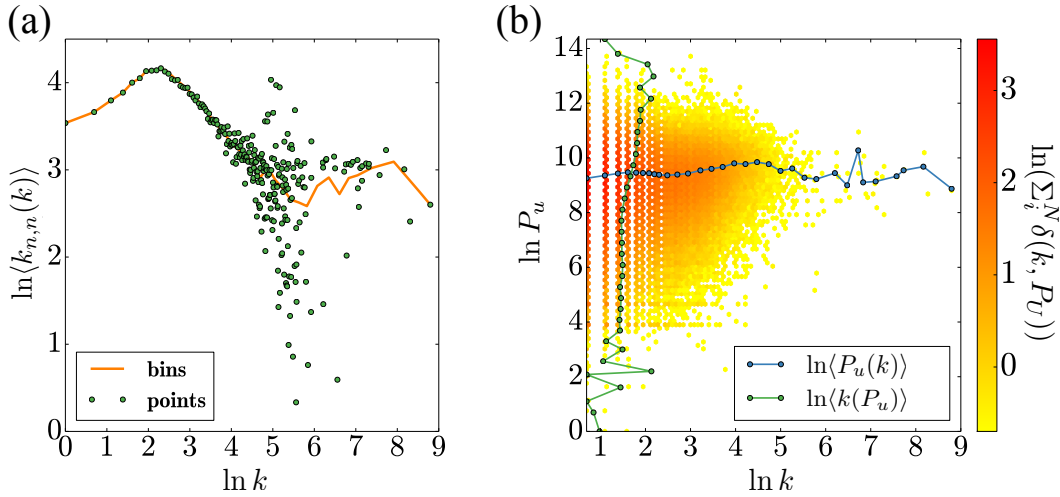 (a)
ln⟨k_{n,n}(k)⟩
5
4
3
2
1
0
bins
points
0 1 2 3 4 5 6 7 8 9
ln k
(b)
ln P_u
14
12
10
8
6
4
2
0
ln⟨P_u(k)⟩
ln⟨k(P_u)⟩
1 2 3 4 5 6 7 8 9
ln k
3
2
1
0
ln(Σ_i^N δ(k, P_U))